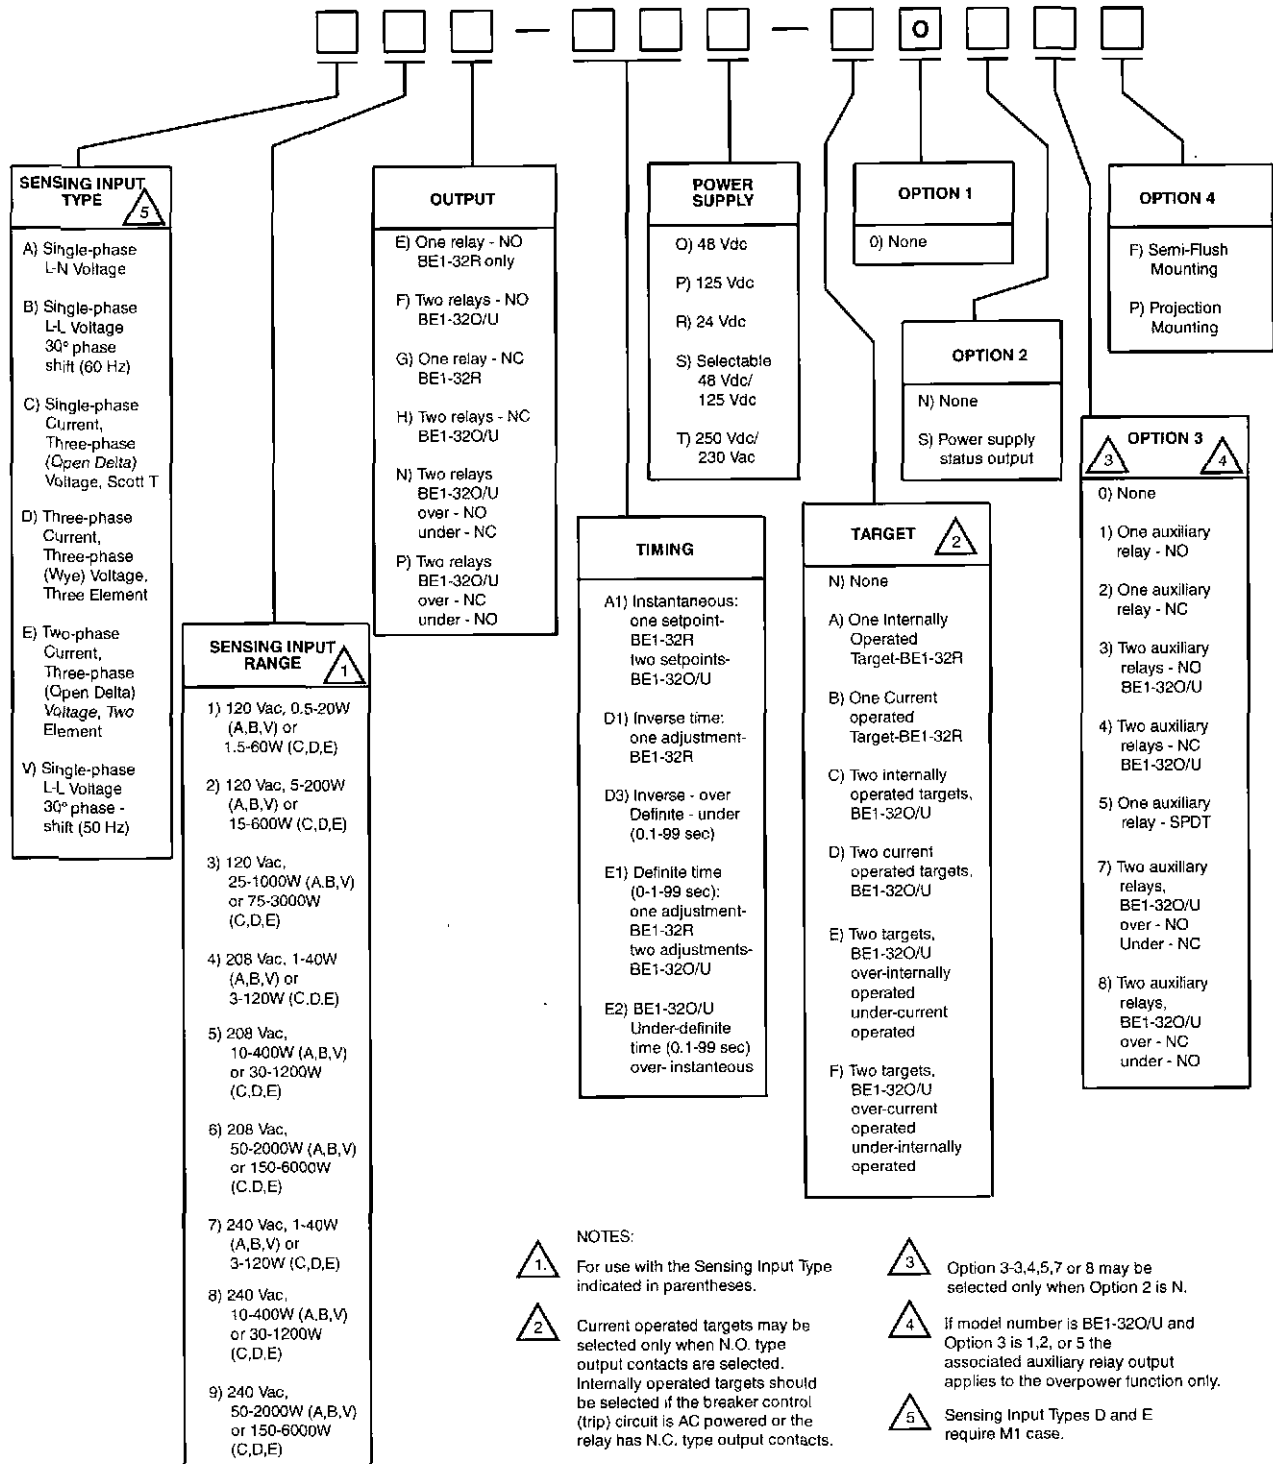 O
SENSING INPUT
TYPE
5
A) Single-phase
L-N Voltage
B) Single-phase
L-L Voltage
30° phase
shift (60 Hz)
C) Single-phase
Current,
Three-phase
(Open Delta)
Voltage, Scott T
D) Three-phase
Current,
Three-phase
(Wye) Voltage,
Three Element
E) Two-phase
Current,
Three-phase
(Open Delta)
Voltage, Two
Element
V) Single-phase
L-L Voltage
30° phase -
shift (50 Hz)
SENSING INPUT
RANGE
1
1) 120 Vac, 0.5-20W
(A,B,V) or
1.5-60W (C,D,E)
2) 120 Vac, 5-200W
(A,B,V) or
15-600W (C,D,E)
3) 120 Vac,
25-1000W (A,B,V)
or 75-3000W
(C,D,E)
4) 208 Vac, 1-40W
(A,B,V) or
3-120W (C,D,E)
5) 208 Vac,
10-400W (A,B,V)
or 30-1200W
(C,D,E)
6) 208 Vac,
50-2000W (A,B,V)
or 150-6000W
(C,D,E)
7) 240 Vac, 1-40W
(A,B,V) or
3-120W (C,D,E)
8) 240 Vac,
10-400W (A,B,V)
or 30-1200W
(C,D,E)
9) 240 Vac,
50-2000W (A,B,V)
or 150-6000W
(C,D,E)
OUTPUT
E) One relay - NO
BE1-32R only
F) Two relays - NO
BE1-32O/U
G) One relay - NC
BE1-32R
H) Two relays - NC
BE1-32O/U
N) Two relays
BE1-32O/U
over - NO
under - NC
P) Two relays
BE1-32O/U
over - NC
under - NO
TIMING
A1) Instantaneous:
one setpoint-
BE1-32R
two setpoints-
BE1-32O/U
D1) Inverse time:
one adjustment-
BE1-32R
D3) Inverse - over
Definite - under
(0.1-99 sec)
E1) Definite time
(0-1-99 sec):
one adjustment-
BE1-32R
two adjustments-
BE1-32O/U
E2) BE1-32O/U
Under-definite
time (0.1-99 sec)
over- instanteous
POWER
SUPPLY
O) 48 Vdc
P) 125 Vdc
R) 24 Vdc
S) Selectable
48 Vdc/
125 Vdc
T) 250 Vdc/
230 Vac
TARGET
2
N) None
A) One Internally
Operated
Target-BE1-32R
B) One Current
operated
Target-BE1-32R
C) Two internally
operated targets,
BE1-32O/U
D) Two current
operated targets,
BE1-32O/U
E) Two targets,
BE1-32O/U
over-internally
operated
under-current
operated
F) Two targets,
BE1-32O/U
over-current
operated
under-internally
operated
OPTION 1
0) None
OPTION 2
N) None
S) Power supply
status output
OPTION 3
3
4
0) None
1) One auxiliary
relay - NO
2) One auxiliary
relay - NC
3) Two auxiliary
relays - NO
BE1-32O/U
4) Two auxiliary
relays - NC
BE1-32O/U
5) One auxiliary
relay - SPDT
7) Two auxiliary
relays,
BE1-32O/U
over - NO
Under - NC
8) Two auxiliary
relays,
BE1-32O/U
over - NC
under - NO
OPTION 4
F) Semi-Flush
Mounting
P) Projection
Mounting
NOTES:
1.
For use with the Sensing Input Type
indicated in parentheses.
2
Current operated targets may be
selected only when N.O. type
output contacts are selected.
Internally operated targets should
be selected if the breaker control
(trip) circuit is AC powered or the
relay has N.C. type output contacts.
3
Option 3-3,4,5,7 or 8 may be
selected only when Option 2 is N.
4
If model number is BE1-32O/U and
Option 3 is 1,2, or 5 the
associated auxiliary relay output
applies to the overpower function only.
5
Sensing Input Types D and E
require M1 case.